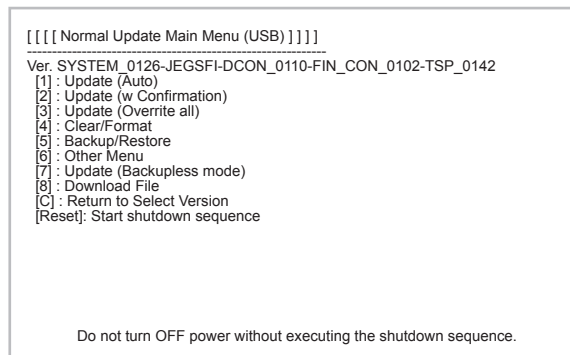 [ [ [ [ Normal Update Main Menu (USB) ] ] ] ]
------------------------------------------------------------
Ver. SYSTEM_0126-JEGSFI-DCON_0110-FIN_CON_0102-TSP_0142
[1] : Update (Auto)
[2] : Update (w Confirmation)
[3] : Update (Overrite all)
[4] : Clear/Format
[5] : Backup/Restore
[6] : Other Menu
[7] : Update (Backupless mode)
[8] : Download File
[C] : Return to Select Version
[Reset]: Start shutdown sequence
Do not turn OFF power without executing the shutdown sequence.